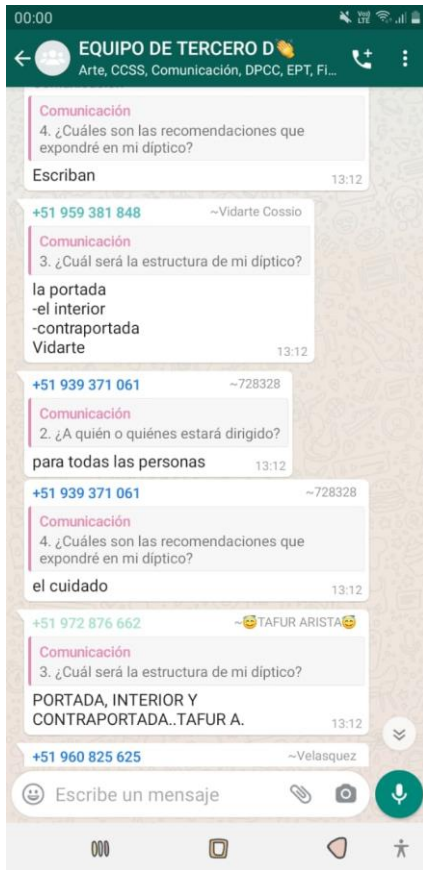 00:00
EQUIPO DE TERCERO D👏
Arte, CCSS, Comunicación, DPCC, EPT, Fi...
Comunicación
4. ¿Cuáles son las recomendaciones que
expondré en mi díptico?
Escriban
13:12
+51 959 381 848 ~Vidarte Cossio
Comunicación
3. ¿Cuál será la estructura de mi díptico?
la portada
-el interior
-contraportada
Vidarte
13:12
+51 939 371 061 ~728328
Comunicación
2. ¿A quién o quiénes estará dirigido?
para todas las personas 13:12
+51 939 371 061 ~728328
Comunicación
4. ¿Cuáles son las recomendaciones que
expondré en mi díptico?
el cuidado 13:12
+51 972 876 662 ~😇TAFUR ARISTA😇
Comunicación
3. ¿Cuál será la estructura de mi díptico?
PORTADA, INTERIOR Y
CONTRAPORTADA..TAFUR A. 13:12
+51 960 825 625 ~Velasquez
Escribe un mensaje